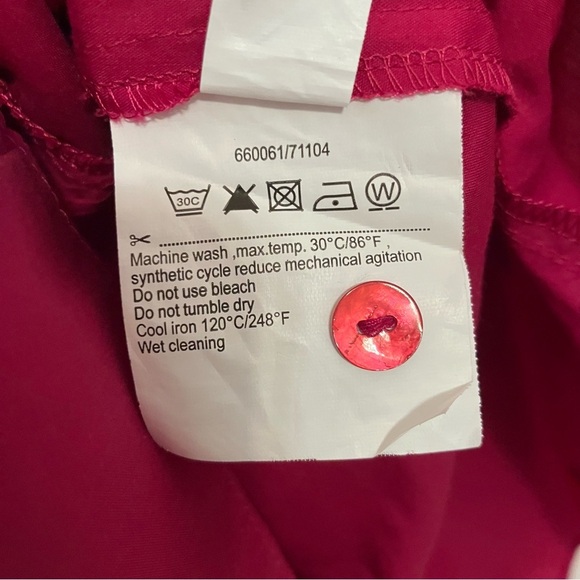 660061/71104
30C
W
Machine wash ,max.temp. 30°C/86°F ,
synthetic cycle reduce mechanical agitation
Do not use bleach
Do not tumble dry
Cool iron 120°C/248°F
Wet cleaning